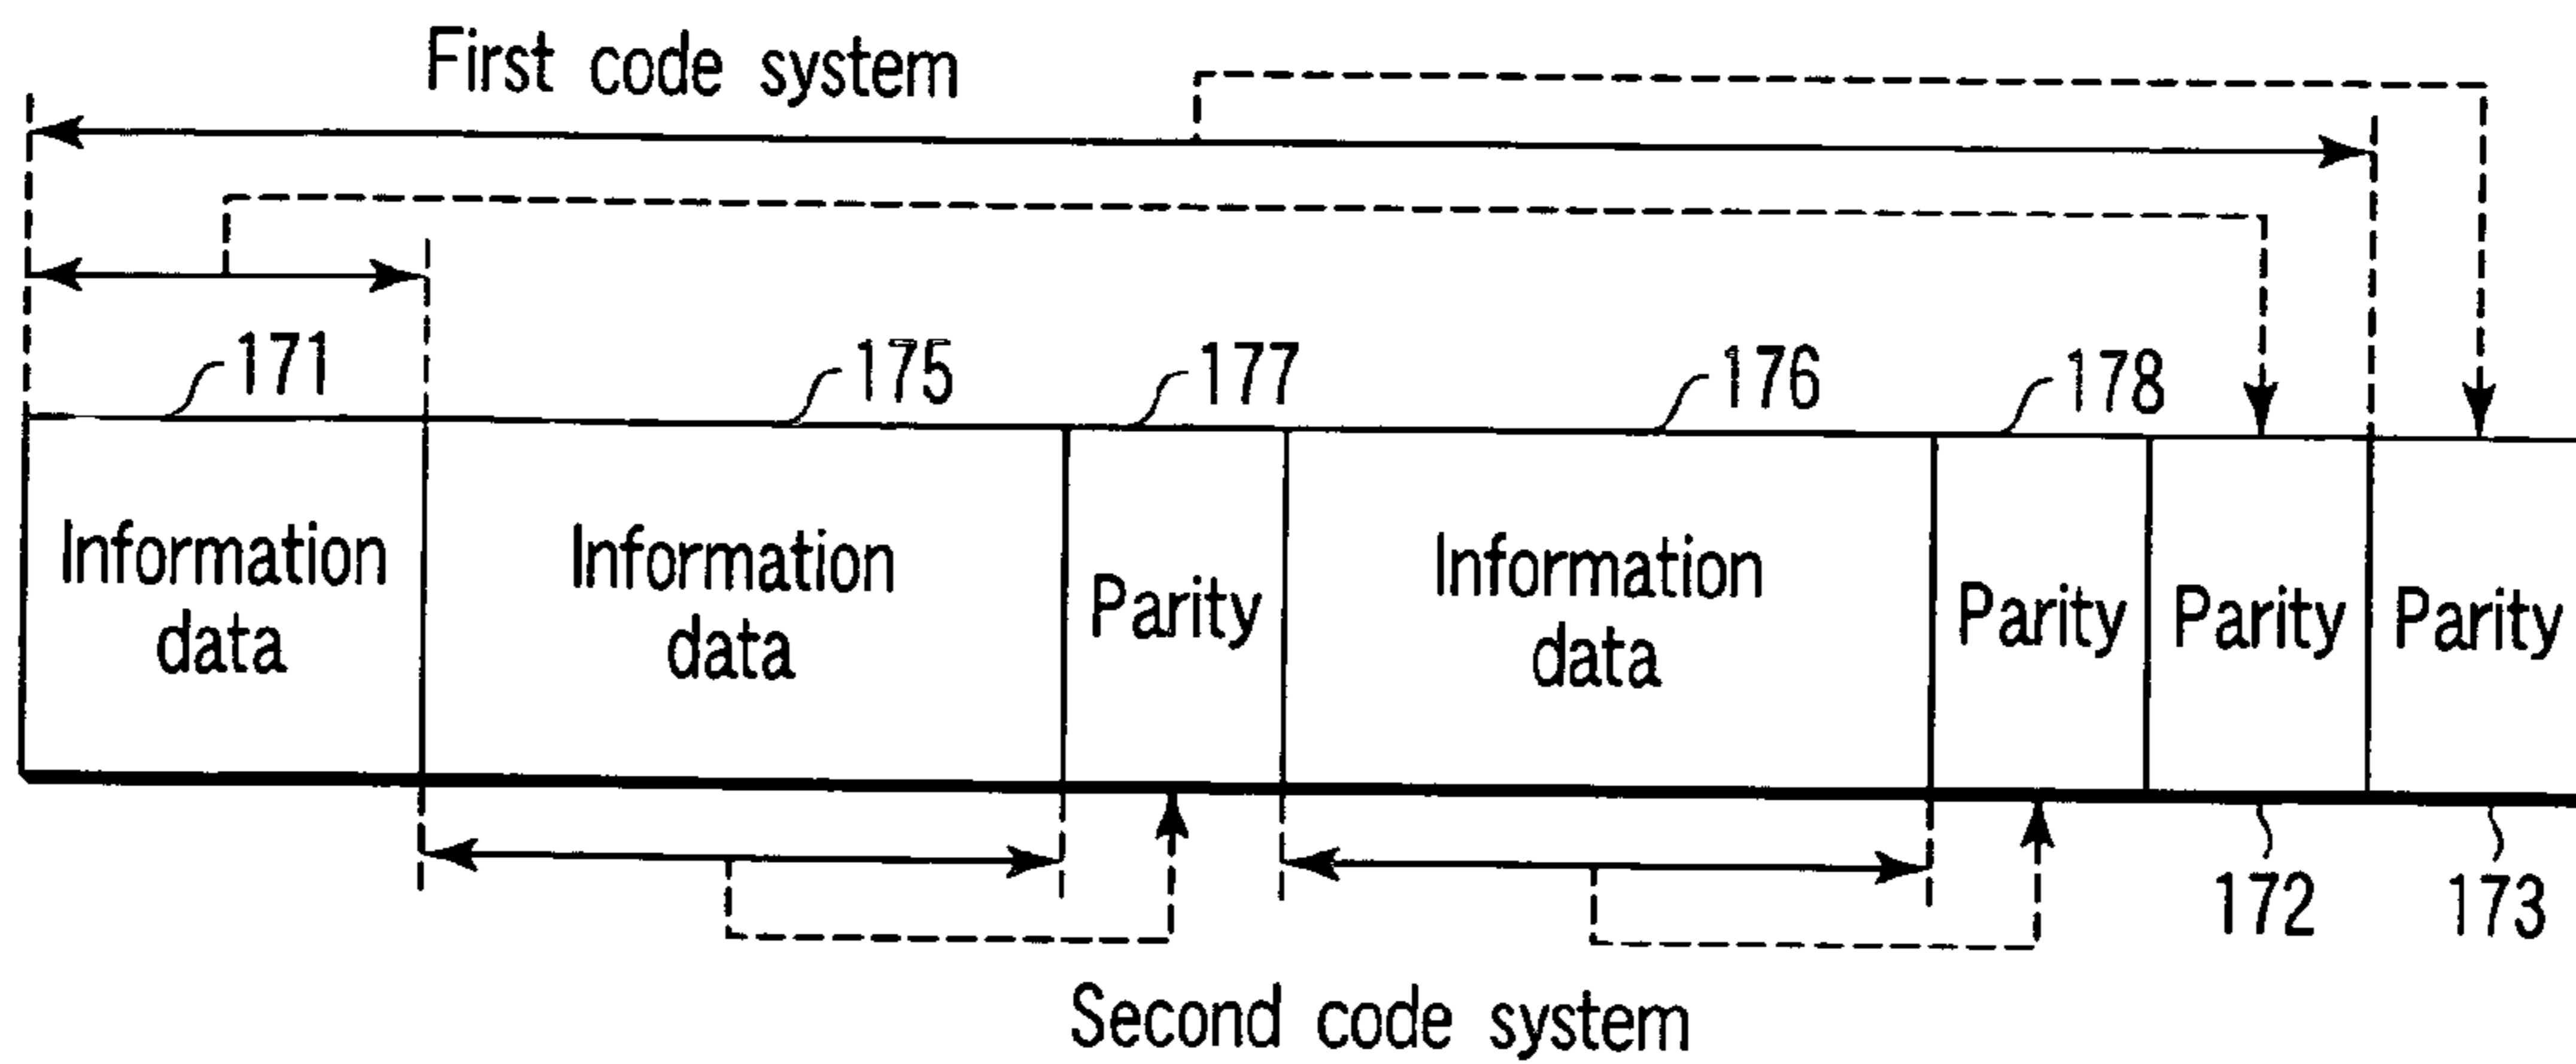 First code system
171
175
177
176
178
Information
data
Information
data
Parity
Information
data
Parity
Parity
Parity
172
173
Second code system